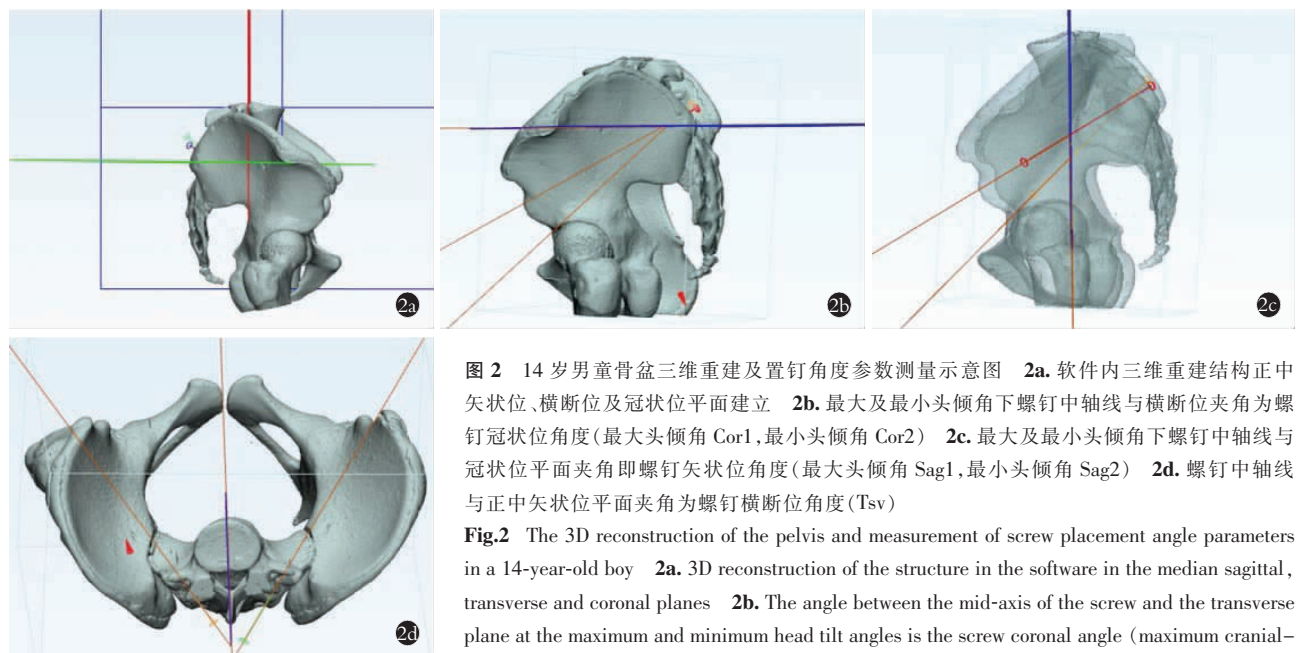 2a
2b
2c
2d
图 2 14 岁男童骨盆三维重建及置钉角度参数测量示意图 2a. 软件内三维重建结构正中
矢状位、横断位及冠状位平面建立 2b. 最大及最小头倾角下螺钉中轴线与横断位夹角为螺
钉冠状位角度(最大头倾角 Cor1,最小头倾角 Cor2) 2c. 最大及最小头倾角下螺钉中轴线与
冠状位平面夹角即螺钉矢状位角度(最大头倾角 Sag1,最小头倾角 Sag2) 2d. 螺钉中轴线
与正中矢状位平面夹角为螺钉横断位角度(Tsv)
Fig.2 The 3D reconstruction of the pelvis and measurement of screw placement angle parameters
in a 14-year-old boy 2a. 3D reconstruction of the structure in the software in the median sagittal,
transverse and coronal planes 2b. The angle between the mid-axis of the screw and the transverse
plane at the maximum and minimum head tilt angles is the screw coronal angle (maximum cranial-